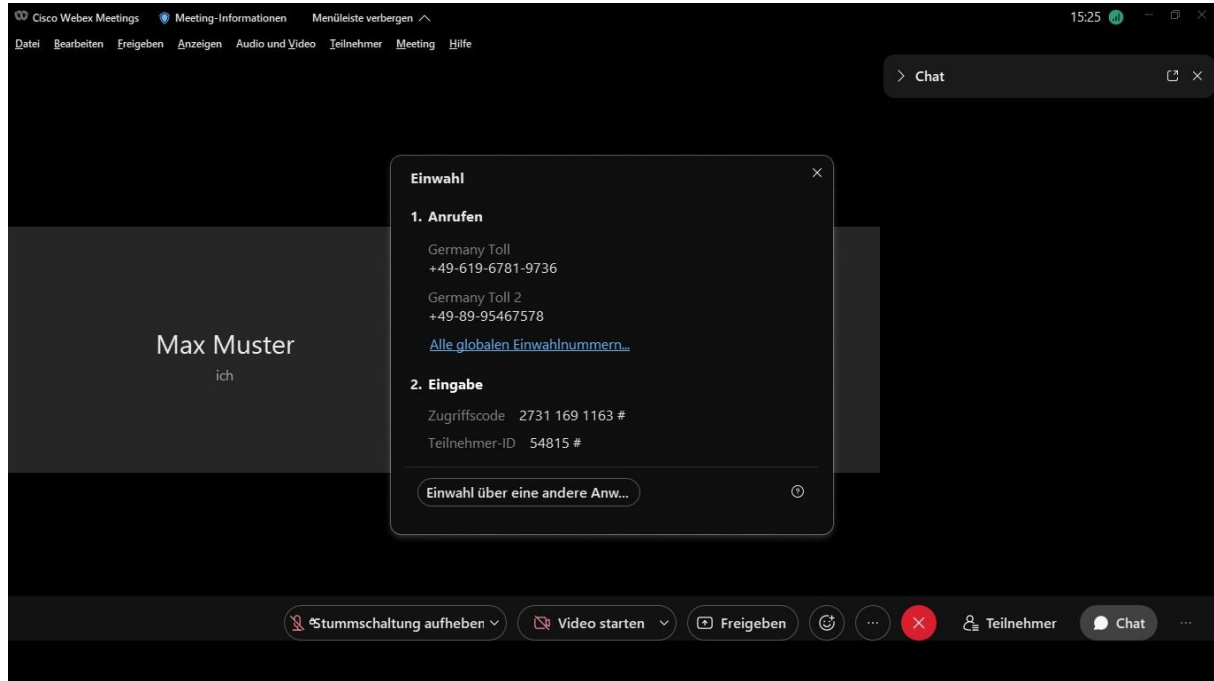 Cisco Webex Meetings Meeting-Informationen Menüleiste verbergen 15:25
Datei Bearbeiten Freigeben Anzeigen Audio und Video Teilnehmer Meeting Hilfe
Chat
Einwahl
1. Anrufen
Germany Toll
+49-619-6781-9736
Germany Toll 2
+49-89-95467578
Alle globalen Einwahlnummern...
Max Muster
ich
2. Eingabe
Zugriffscode 2731 169 1163 #
Teilnehmer-ID 54815 #
Einwahl über eine andere Anw...
Stummschaltung aufheben Video starten Freigeben Teilnehmer Chat